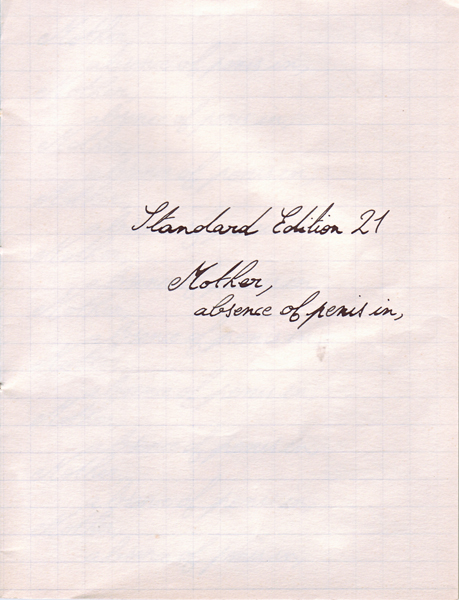 Standard Edition 21
Mother,
absence of penis in,